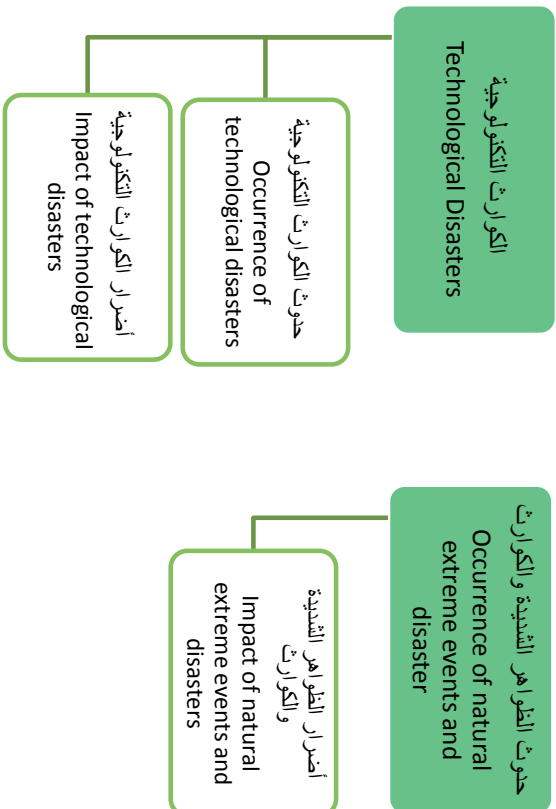 الكوارث التكنولوجية
Technological Disasters
حدوث الكوارث التكنولوجية
Occurrence of
technological disasters
أضرار الكوارث التكنولوجية
Impact of technological
disasters
حدوث الظواهر الشديدة والكوارث
Occurrence of natural
extreme events and
disaster
أضرار الظواهر الشديدة
والكوارث
Impact of natural
extreme events and
disasters